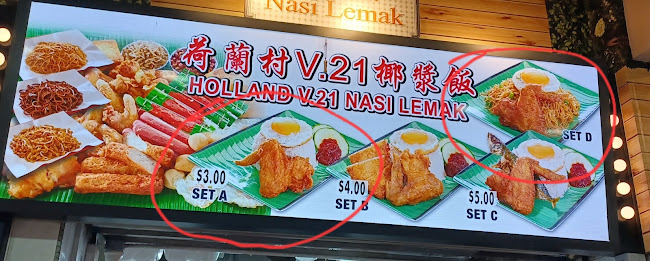 Nasi Lemak
荷蘭村V.21椰漿飯
HOLLAND V.21 NASI LEMAK
SET D
$3.00
SET A
$4.00
SET B
$5.00
SET C